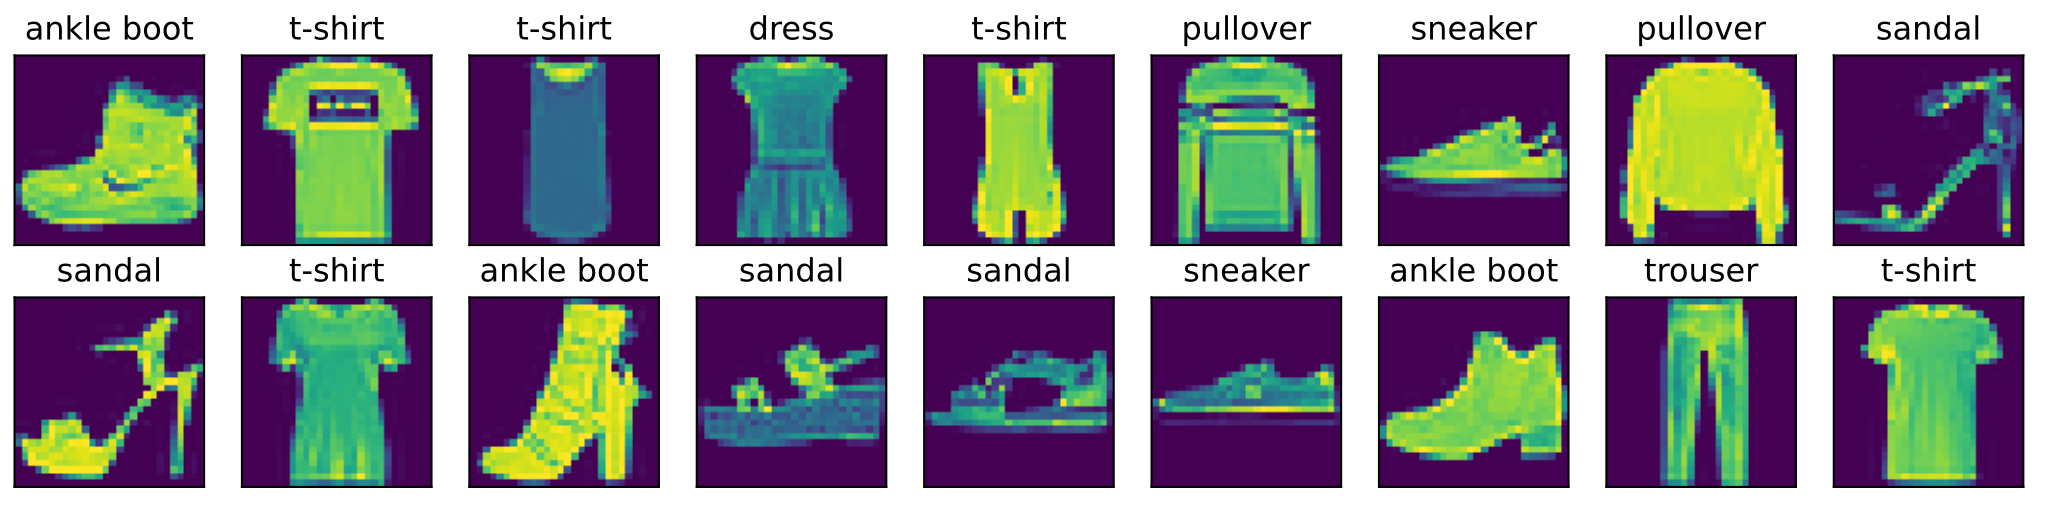 ankle boot t-shirt t-shirt dress t-shirt pullover sneaker pullover sandal
sandal t-shirt ankle boot sandal sandal sneaker ankle boot trouser t-shirt